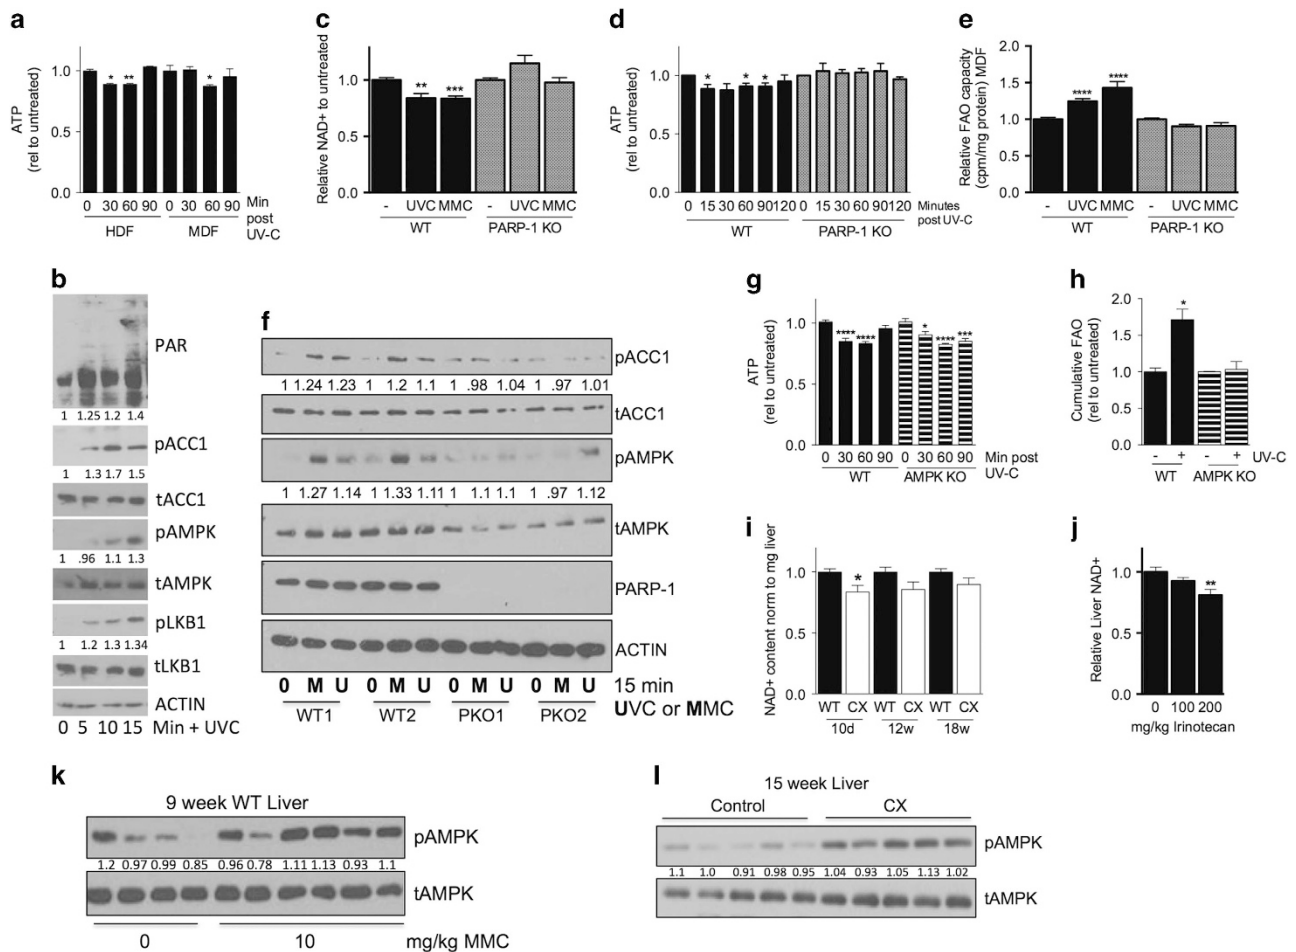 a
ATP
(rel to untreated)
1.0
0.5
0.0
* ** *
0 30 60 90 0 30 60 90 Min
post
UV-C
HDF MDF
c
Relative NAD+ to untreated
1.5
1.0
0.5
0.0
** ***
- UVC MMC - UVC MMC
WT PARP-1 KO
d
ATP
(rel to untreated)
1.5
1.0
0.5
0.0
* * *
0 15 30 60 90 120 0 15 30 60 90 120 Minutes
post UV-C
WT PARP-1 KO
e
Relative FAO capacity
(cpm/mg protein) MDF
2.0
1.5
1.0
0.5
0.0
**** ****
- UVC MMC - UVC MMC
WT PARP-1 KO
b
PAR
1 1.25 1.2 1.4
pACC1
1 1.3 1.7 1.5
tACC1
pAMPK
1 .96 1.1 1.3
tAMPK
pLKB1
1 1.2 1.3 1.34
tLKB1
ACTIN
0 5 10 15 Min + UVC
f
pACC1
1 1.24 1.23 1 1.2 1.1 1 .98 1.04 1 .97 1.01
tACC1
pAMPK
1 1.27 1.14 1 1.33 1.11 1 1.1 1.1 1 .97 1.12
tAMPK
PARP-1
ACTIN
0 M U 0 M U 0 M U 0 M U 15 min
UVC or MMC
WT1 WT2 PKO1 PKO2
g
ATP
(rel to untreated)
1.5
1.0
0.5
0.0
**** **** * **** ***
0 30 60 90 0 30 60 90 Min post
UV-C
WT AMPK KO
h
Cumulative FAO
(rel to untreated)
2.0
1.5
1.0
0.5
0.0
*
- + - + UV-C
WT AMPK KO
i
NAD+ content norm to mg liver
1.0
0.5
0.0
*
WT CX WT CX WT CX
10d 12w 18w
j
Relative Liver NAD+
1.0
0.5
0.0
**
0 100 200
mg/kg Irinotecan
k
9 week WT Liver
pAMPK
1.2 0.97 0.99 0.85 0.96 0.78 1.11 1.13 0.93 1.1
tAMPK
0 10 mg/kg MMC
l
15 week Liver
Control CX
pAMPK
1.1 1.0 0.91 0.98 0.95 1.04 0.93 1.05 1.13 1.02
tAMPK